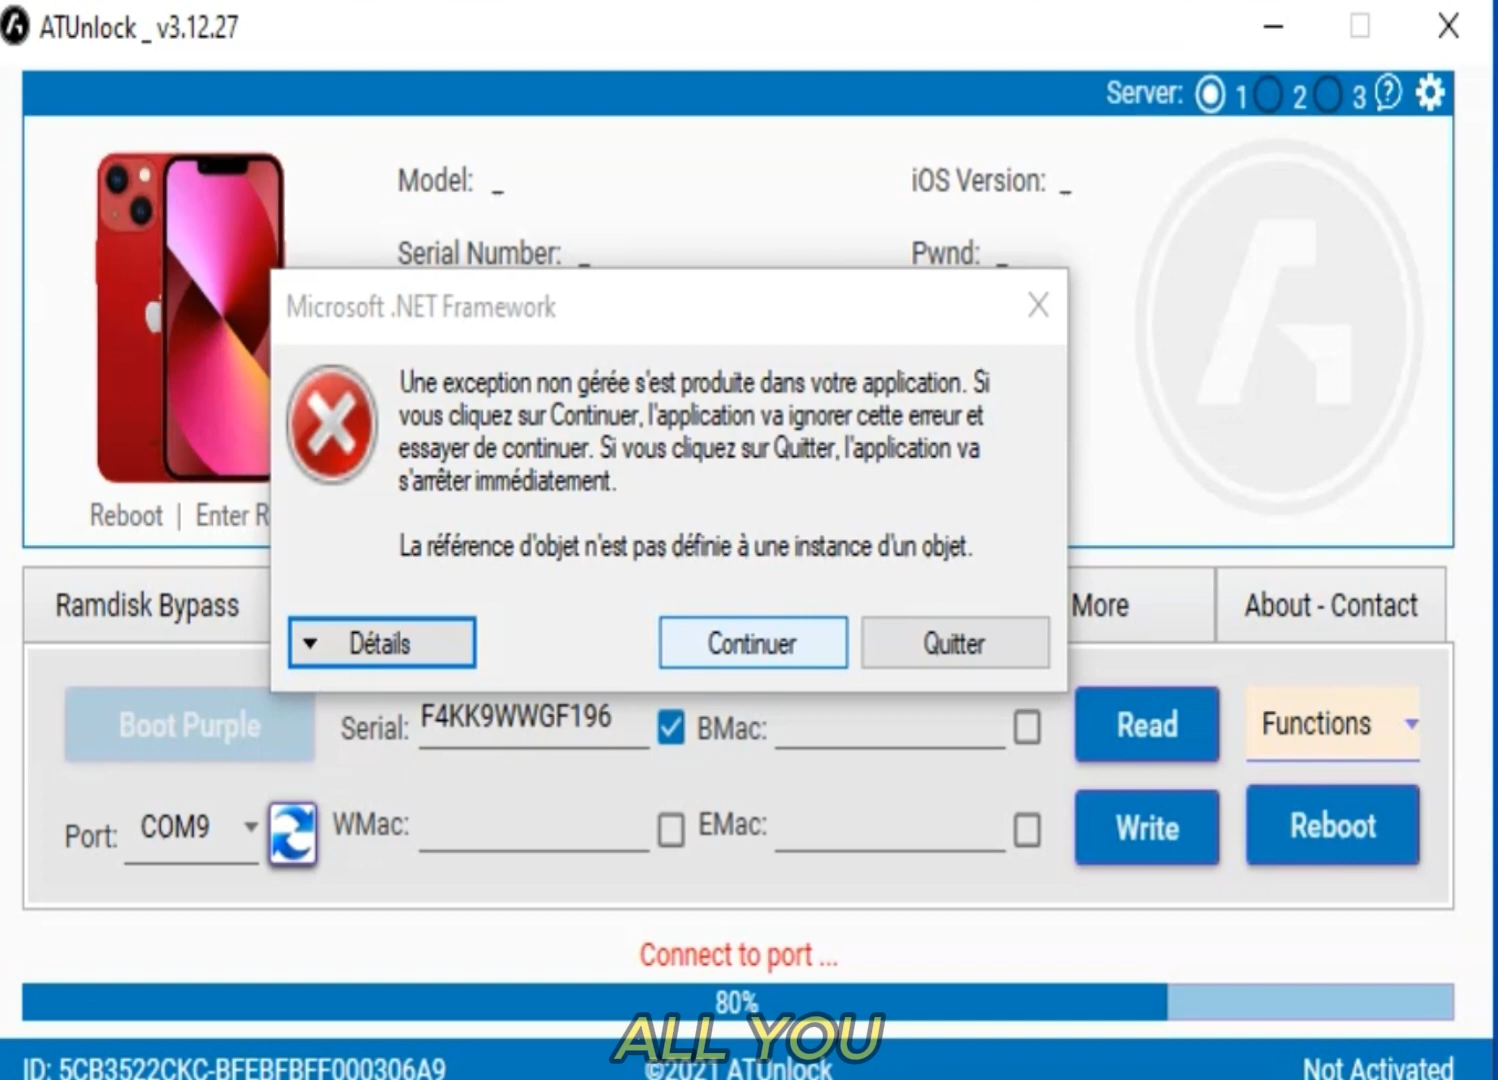 ATUnlock _ v3.12.27
Server: 1 2 3
Model: _
iOS Version: _
Serial Number: _
Pwnd: _
Microsoft .NET Framework
Une exception non gérée s'est produite dans votre application. Si
vous cliquez sur Continuer, l'application va ignorer cette erreur et
essayer de continuer. Si vous cliquez sur Quitter, l'application va
s'arrêter immédiatement.
La référence d'objet n'est pas définie à une instance d'un objet.
Détails
Continuer
Quitter
Reboot | Enter R
Ramdisk Bypass
More
About - Contact
Boot Purple
Serial: F4KK9WWGF196
BMac:
Read
Functions
Port: COM9
WMac:
EMac:
Write
Reboot
Connect to port ...
80%
ALL YOU
ID: 5CB3522CKC-BFEBFBFF000306A9
©2021 ATUnlock
Not Activated